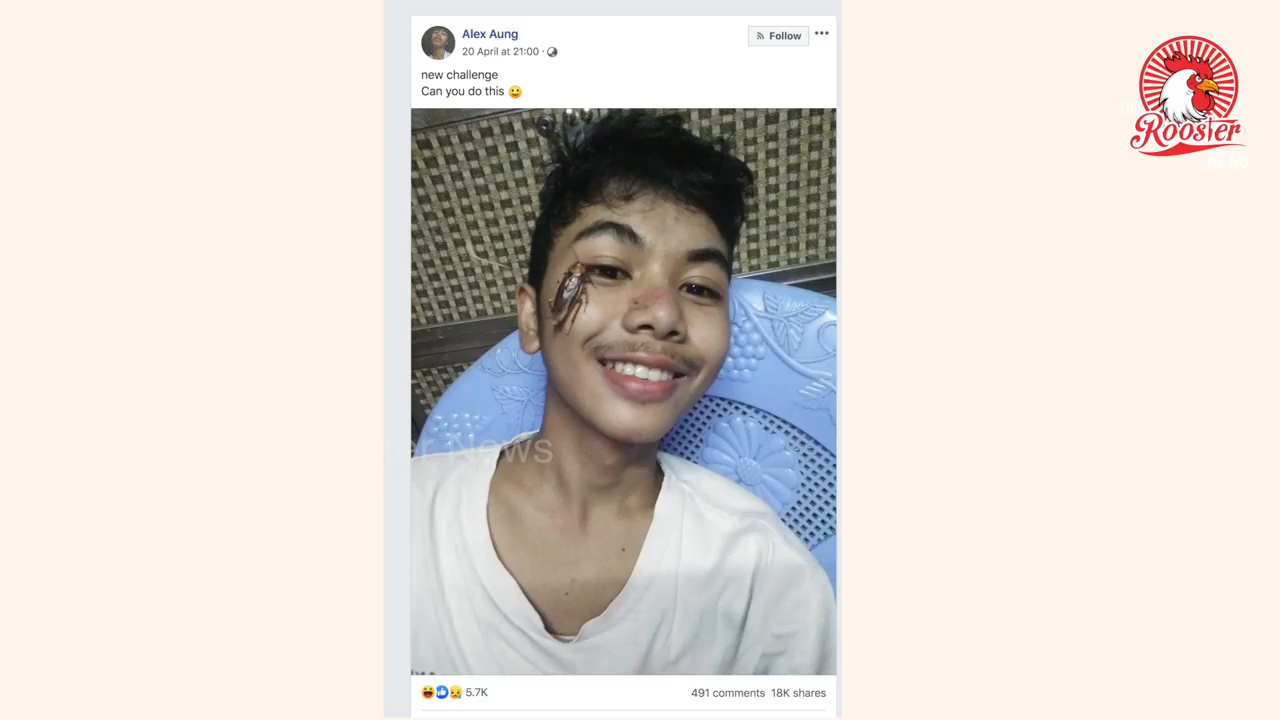 Alex Aung
20 April at 21:00 ·
Follow
new challenge
Can you do this 😀
Rooster
News
5.7K
491 comments 18K shares